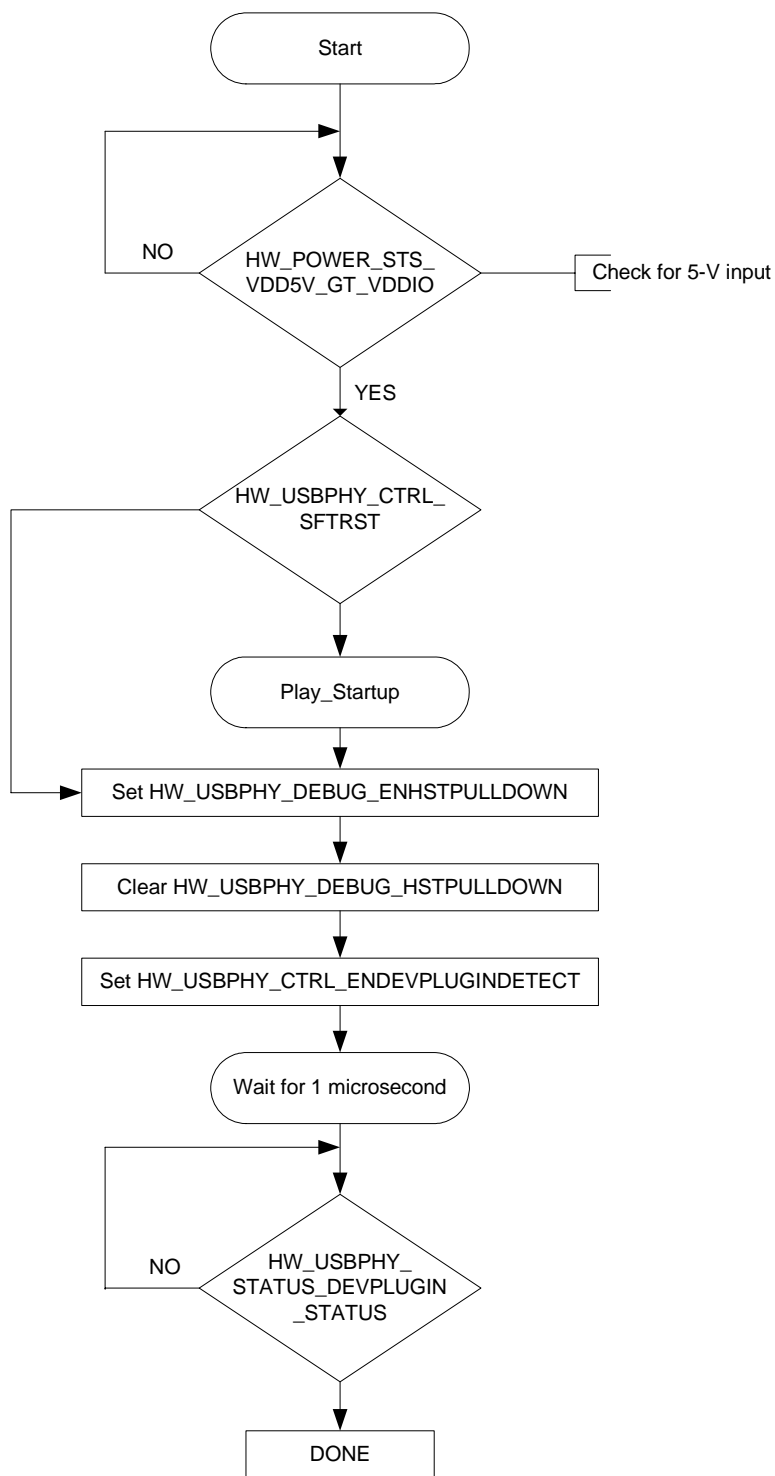 Start
NO
HW_POWER_STS_
VDD5V_GT_VDDIO
Check for 5-V input
YES
HW_USBPHY_CTRL_
SFTRST
Play_Startup
Set HW_USBPHY_DEBUG_ENHSTPULLDOWN
Clear HW_USBPHY_DEBUG_HSTPULLDOWN
Set HW_USBPHY_CTRL_ENDEVPLUGINDETECT
Wait for 1 microsecond
NO
HW_USBPHY_
STATUS_DEVPLUGIN
_STATUS
DONE